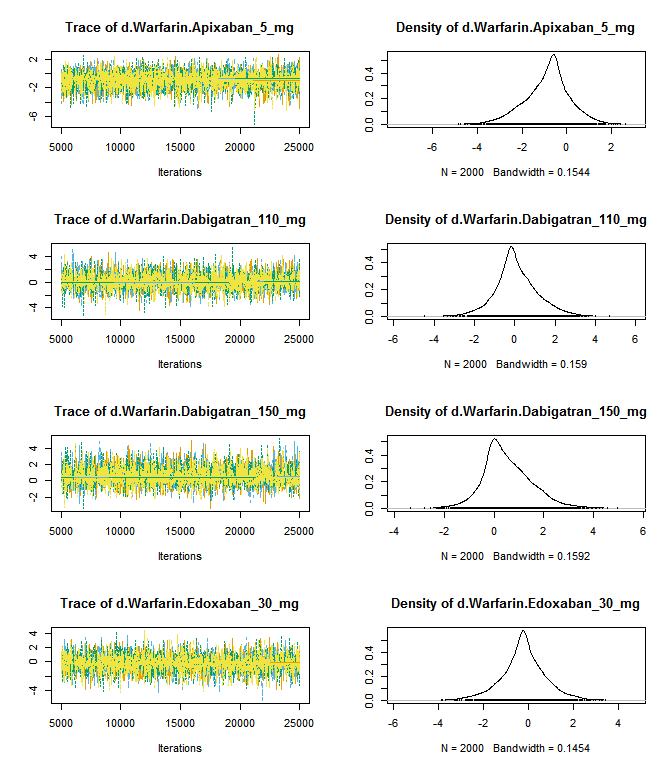 Trace of d.Warfarin.Apixaban_5_mg
2
-2
-6
5000 10000 15000 20000 25000
Iterations
Density of d.Warfarin.Apixaban_5_mg
0.4
0.2
0.0
-6 -4 -2 0 2
N = 2000 Bandwidth = 0.1544
Trace of d.Warfarin.Dabigatran_110_mg
4
0
-4
5000 10000 15000 20000 25000
Iterations
Density of d.Warfarin.Dabigatran_110_mg
0.4
0.2
0.0
-6 -4 -2 0 2 4 6
N = 2000 Bandwidth = 0.159
Trace of d.Warfarin.Dabigatran_150_mg
4
2
0
-2
5000 10000 15000 20000 25000
Iterations
Density of d.Warfarin.Dabigatran_150_mg
0.4
0.2
0.0
-4 -2 0 2 4 6
N = 2000 Bandwidth = 0.1592
Trace of d.Warfarin.Edoxaban_30_mg
4
2
0
-4
5000 10000 15000 20000 25000
Iterations
Density of d.Warfarin.Edoxaban_30_mg
0.4
0.2
0.0
-6 -4 -2 0 2 4
N = 2000 Bandwidth = 0.1454